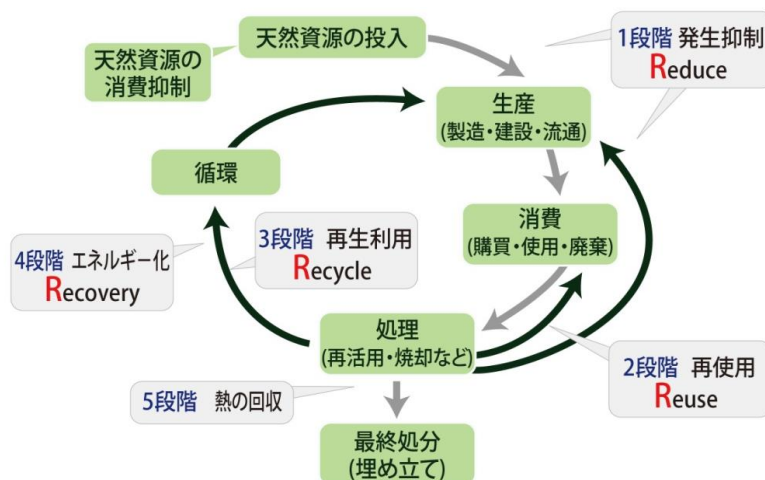 天然資源の投入
天然資源の
消費抑制
1段階 発生抑制
Reduce
生産
(製造・建設・流通)
循環
消費
(購買・使用・廃棄)
4段階 エネルギー化
Recovery
3段階 再生利用
Recycle
処理
(再活用・焼却など)
2段階 再使用
Reuse
5段階 熱の回収
最終処分
(埋め立て)